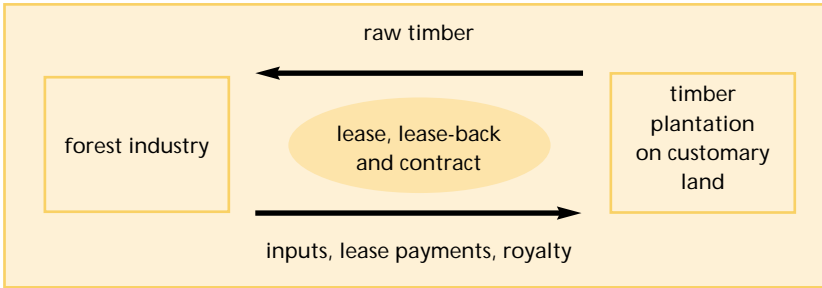 raw timber
forest industry
lease, lease-back
and contract
timber
plantation
on customary
land
inputs, lease payments, royalty